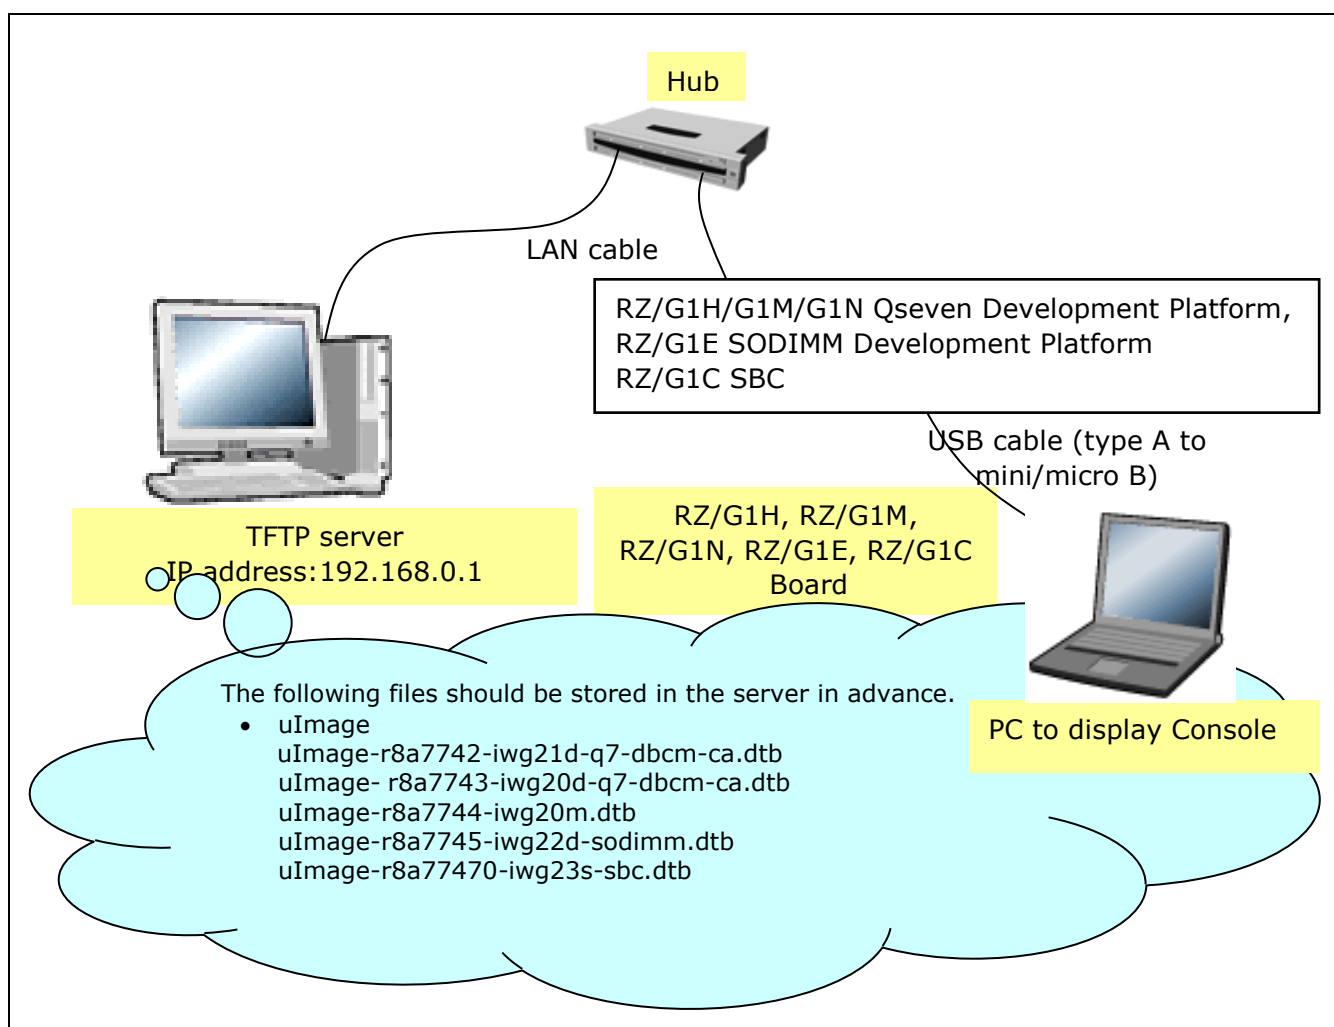 Hub
LAN cable
RZ/G1H/G1M/G1N Qseven Development Platform,
RZ/G1E SODIMM Development Platform
RZ/G1C SBC
USB cable (type A to
mini/micro B)
TFTP server
IP address:192.168.0.1
RZ/G1H, RZ/G1M,
RZ/G1N, RZ/G1E, RZ/G1C
Board
PC to display Console
The following files should be stored in the server in advance.
• uImage
uImage-r8a7742-iwg21d-q7-dbcm-ca.dtb
uImage- r8a7743-iwg20d-q7-dbcm-ca.dtb
uImage-r8a7744-iwg20m.dtb
uImage-r8a7745-iwg22d-sodimm.dtb
uImage-r8a77470-iwg23s-sbc.dtb